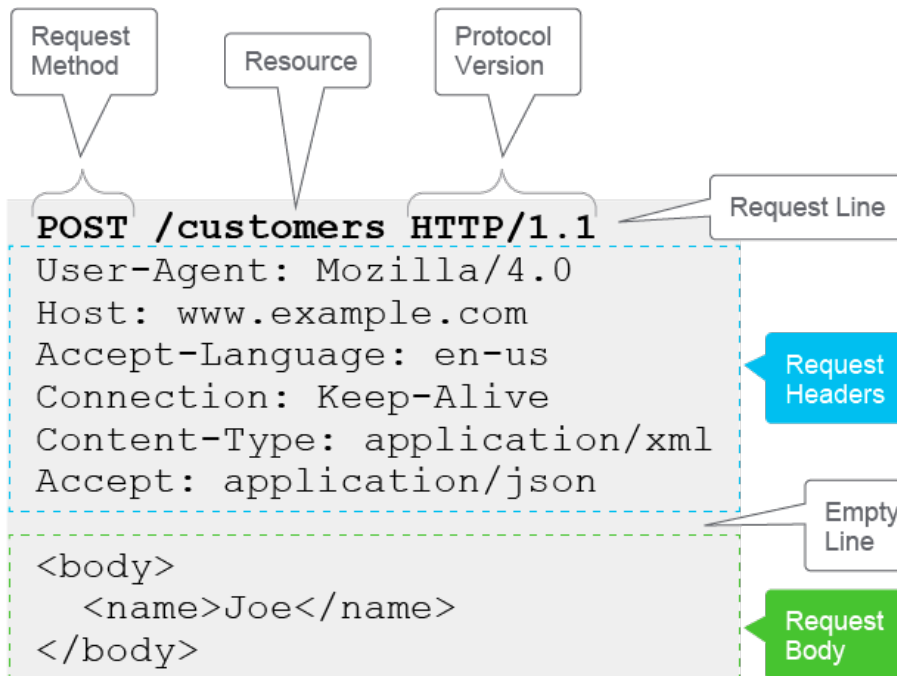 Request
Method
Resource
Protocol
Version
POST /customers HTTP/1.1
Request Line
User-Agent: Mozilla/4.0
Host: www.example.com
Accept-Language: en-us
Connection: Keep-Alive
Content-Type: application/xml
Accept: application/json
Request
Headers
Empty
Line
<body>
  <name>Joe</name>
</body>
Request
Body